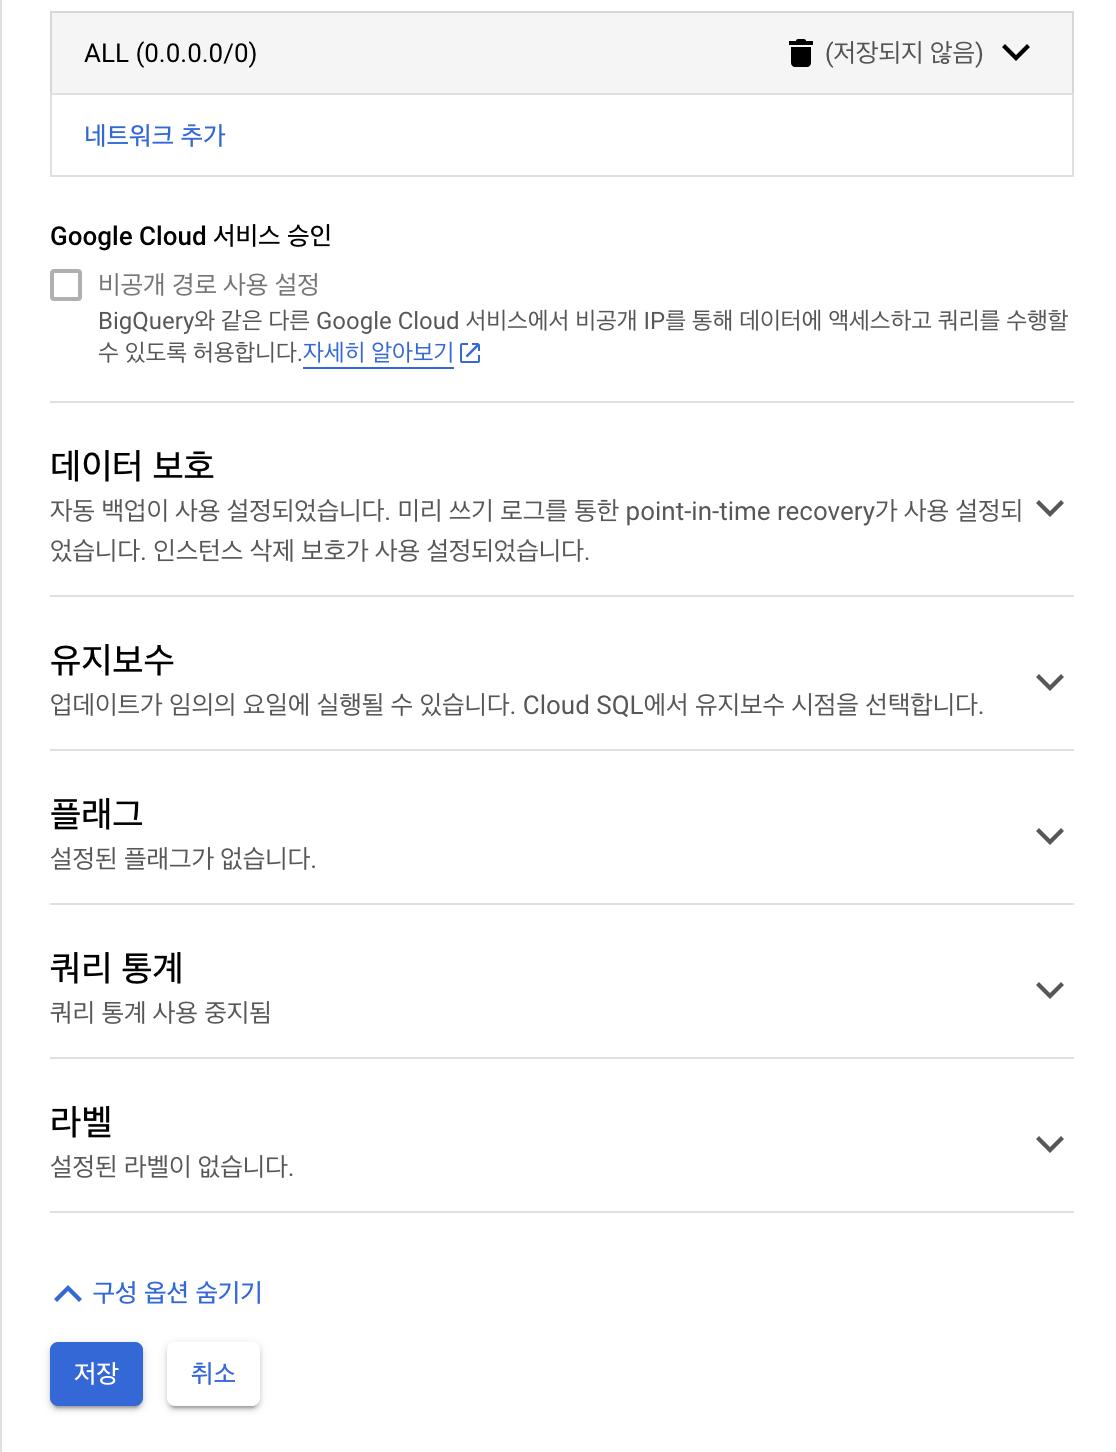 ALL (0.0.0.0/0) (저장되지 않음)
네트워크 추가
Google Cloud 서비스 승인
비공개 경로 사용 설정
BigQuery와 같은 다른 Google Cloud 서비스에서 비공개 IP를 통해 데이터에 액세스하고 쿼리를 수행할
수 있도록 허용합니다.자세히 알아보기
데이터 보호
자동 백업이 사용 설정되었습니다. 미리 쓰기 로그를 통한 point-in-time recovery가 사용 설정되
었습니다. 인스턴스 삭제 보호가 사용 설정되었습니다.
유지보수
업데이트가 임의의 요일에 실행될 수 있습니다. Cloud SQL에서 유지보수 시점을 선택합니다.
플래그
설정된 플래그가 없습니다.
쿼리 통계
쿼리 통계 사용 중지됨
라벨
설정된 라벨이 없습니다.
구성 옵션 숨기기
저장 취소